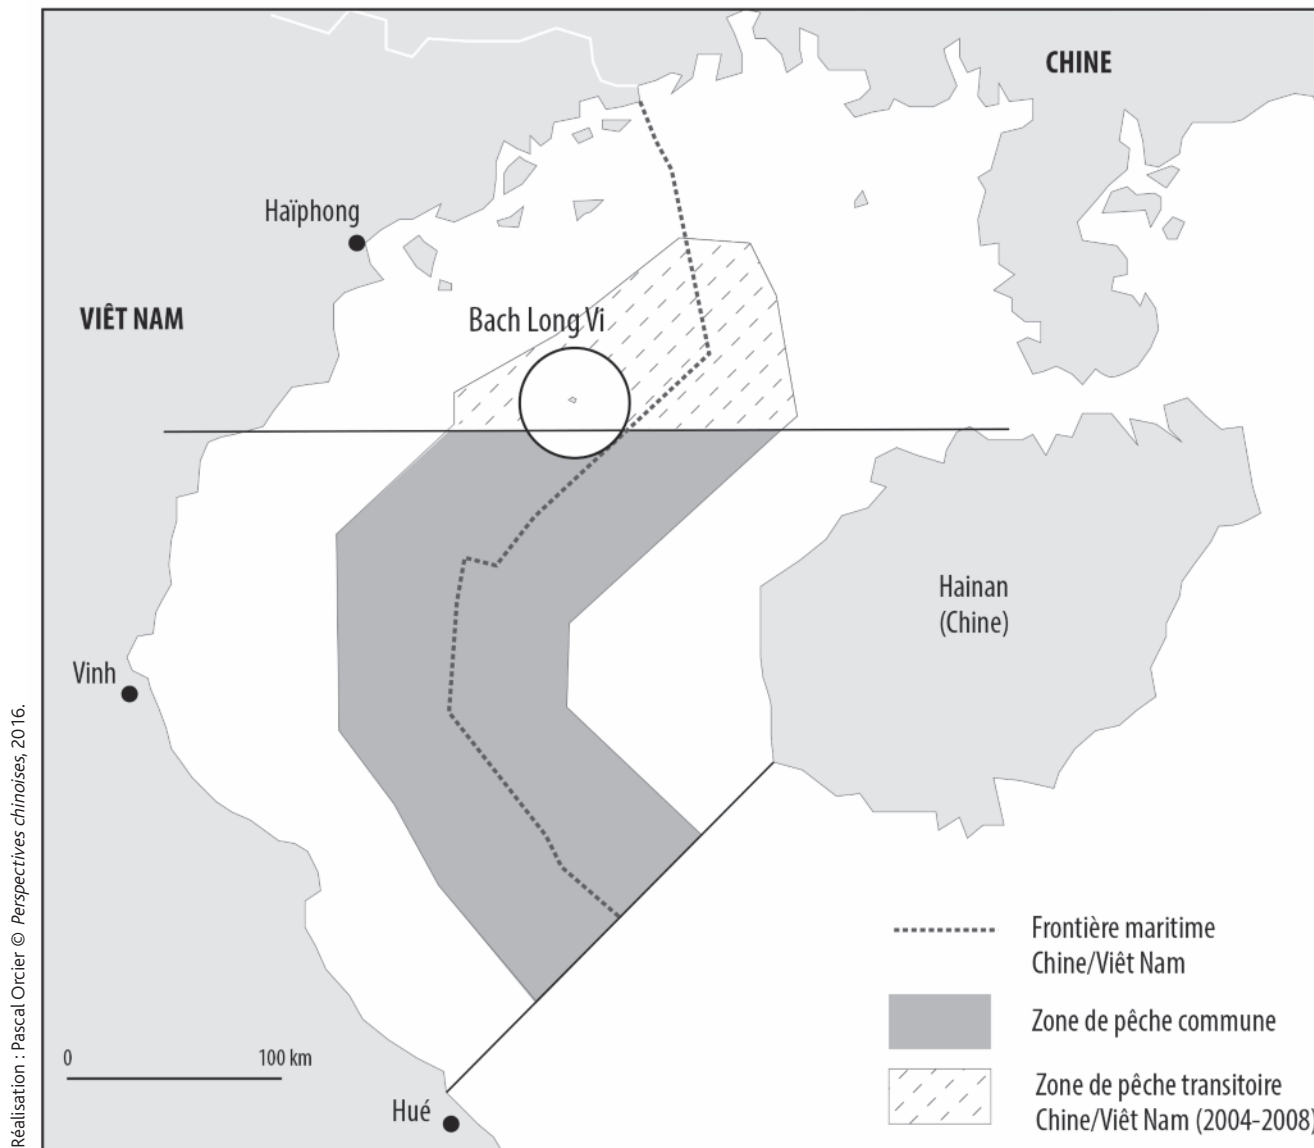 CHINE
Haïphong
VIÊT NAM
Bach Long Vi
Hainan
(Chine)
Vinh
Frontière maritime
Chine/Viêt Nam
Zone de pêche commune
0 100 km
Zone de pêche transitoire
Chine/Viêt Nam (2004-2008)
Hué
Réalisation : Pascal Orcier © Perspectives chinoises, 2016.